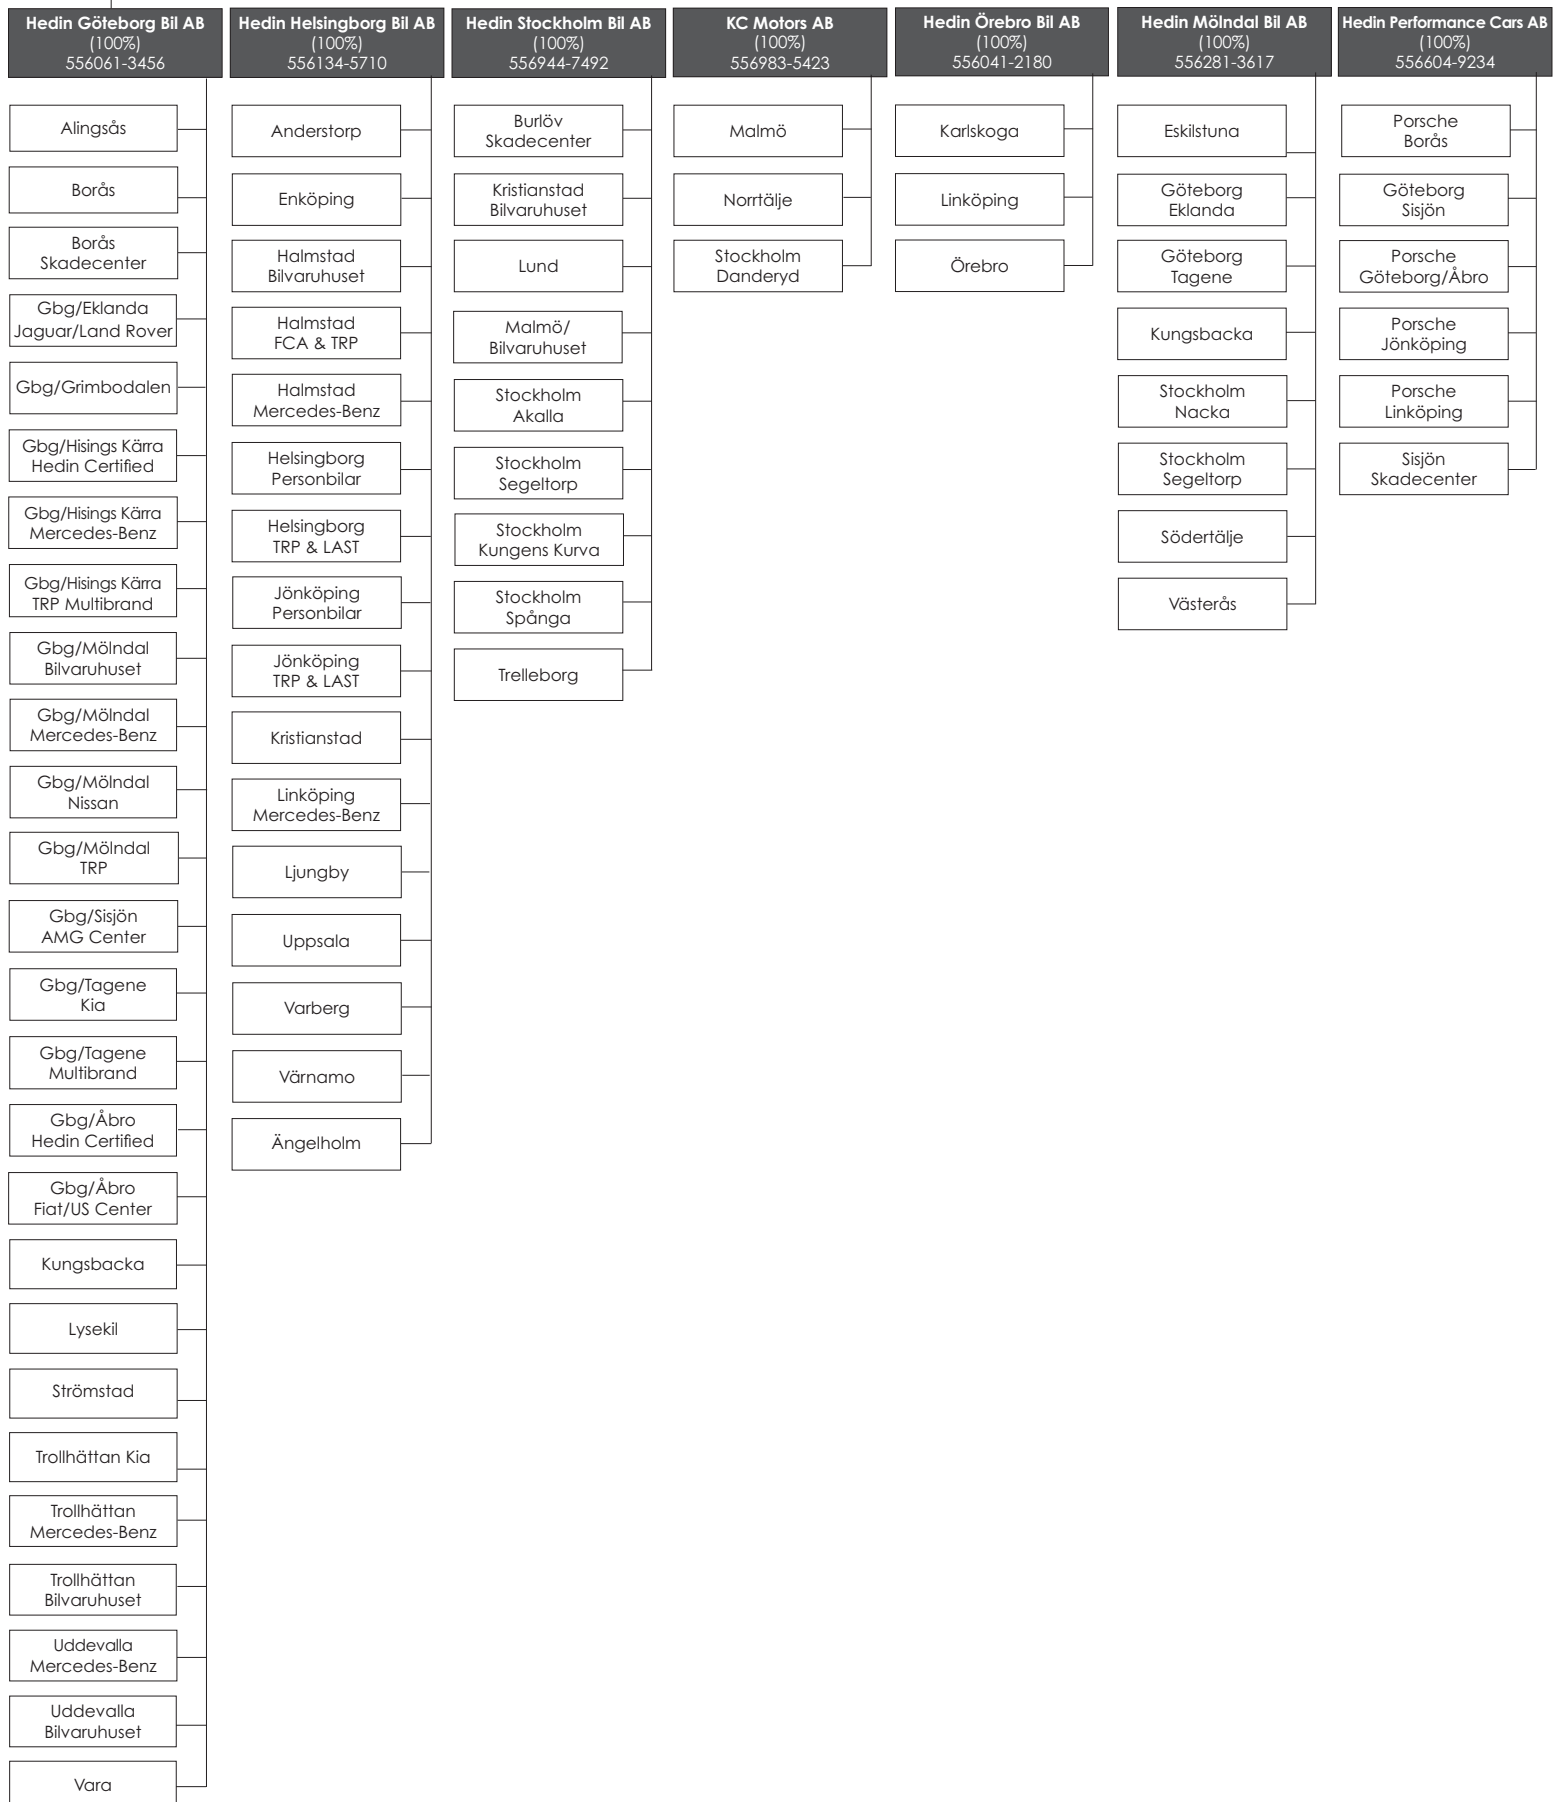 Hedin Göteborg Bil AB
(100%)
556061-3456
Alingsås
Borås
Borås
Skadecenter
Gbg/Eklanda
Jaguar/Land Rover
Gbg/Grimbodalen
Gbg/Hisings Kärra
Hedin Certified
Gbg/Hisings Kärra
Mercedes-Benz
Gbg/Hisings Kärra
TRP Multibrand
Gbg/Mölndal
Bilvaruhuset
Gbg/Mölndal
Mercedes-Benz
Gbg/Mölndal
Nissan
Gbg/Mölndal
TRP
Gbg/Sisjön
AMG Center
Gbg/Tagene
Kia
Gbg/Tagene
Multibrand
Gbg/Åbro
Hedin Certified
Gbg/Åbro
Fiat/US Center
Kungsbacka
Lysekil
Strömstad
Trollhättan Kia
Trollhättan
Mercedes-Benz
Trollhättan
Bilvaruhuset
Uddevalla
Mercedes-Benz
Uddevalla
Bilvaruhuset
Vara
Hedin Helsingborg Bil AB
(100%)
556134-5710
Anderstorp
Enköping
Halmstad
Bilvaruhuset
Halmstad
FCA & TRP
Halmstad
Mercedes-Benz
Helsingborg
Personbilar
Helsingborg
TRP & LAST
Jönköping
Personbilar
Jönköping
TRP & LAST
Kristianstad
Linköping
Mercedes-Benz
Ljungby
Uppsala
Varberg
Värnamo
Ängelholm
Hedin Stockholm Bil AB
(100%)
556944-7492
Burlöv
Skadecenter
Kristianstad
Bilvaruhuset
Lund
Malmö/
Bilvaruhuset
Stockholm
Akalla
Stockholm
Segeltorp
Stockholm
Kungens Kurva
Stockholm
Spånga
Trelleborg
KC Motors AB
(100%)
556983-5423
Malmö
Norrtälje
Stockholm
Danderyd
Hedin Örebro Bil AB
(100%)
556041-2180
Karlskoga
Linköping
Örebro
Hedin Mölndal Bil AB
(100%)
556281-3617
Eskilstuna
Göteborg
Eklanda
Göteborg
Tagene
Kungsbacka
Stockholm
Nacka
Stockholm
Segeltorp
Södertälje
Västerås
Hedin Performance Cars AB
(100%)
556604-9234
Porsche
Borås
Göteborg
Sisjön
Porsche
Göteborg/Åbro
Porsche
Jönköping
Porsche
Linköping
Sisjön
Skadecenter